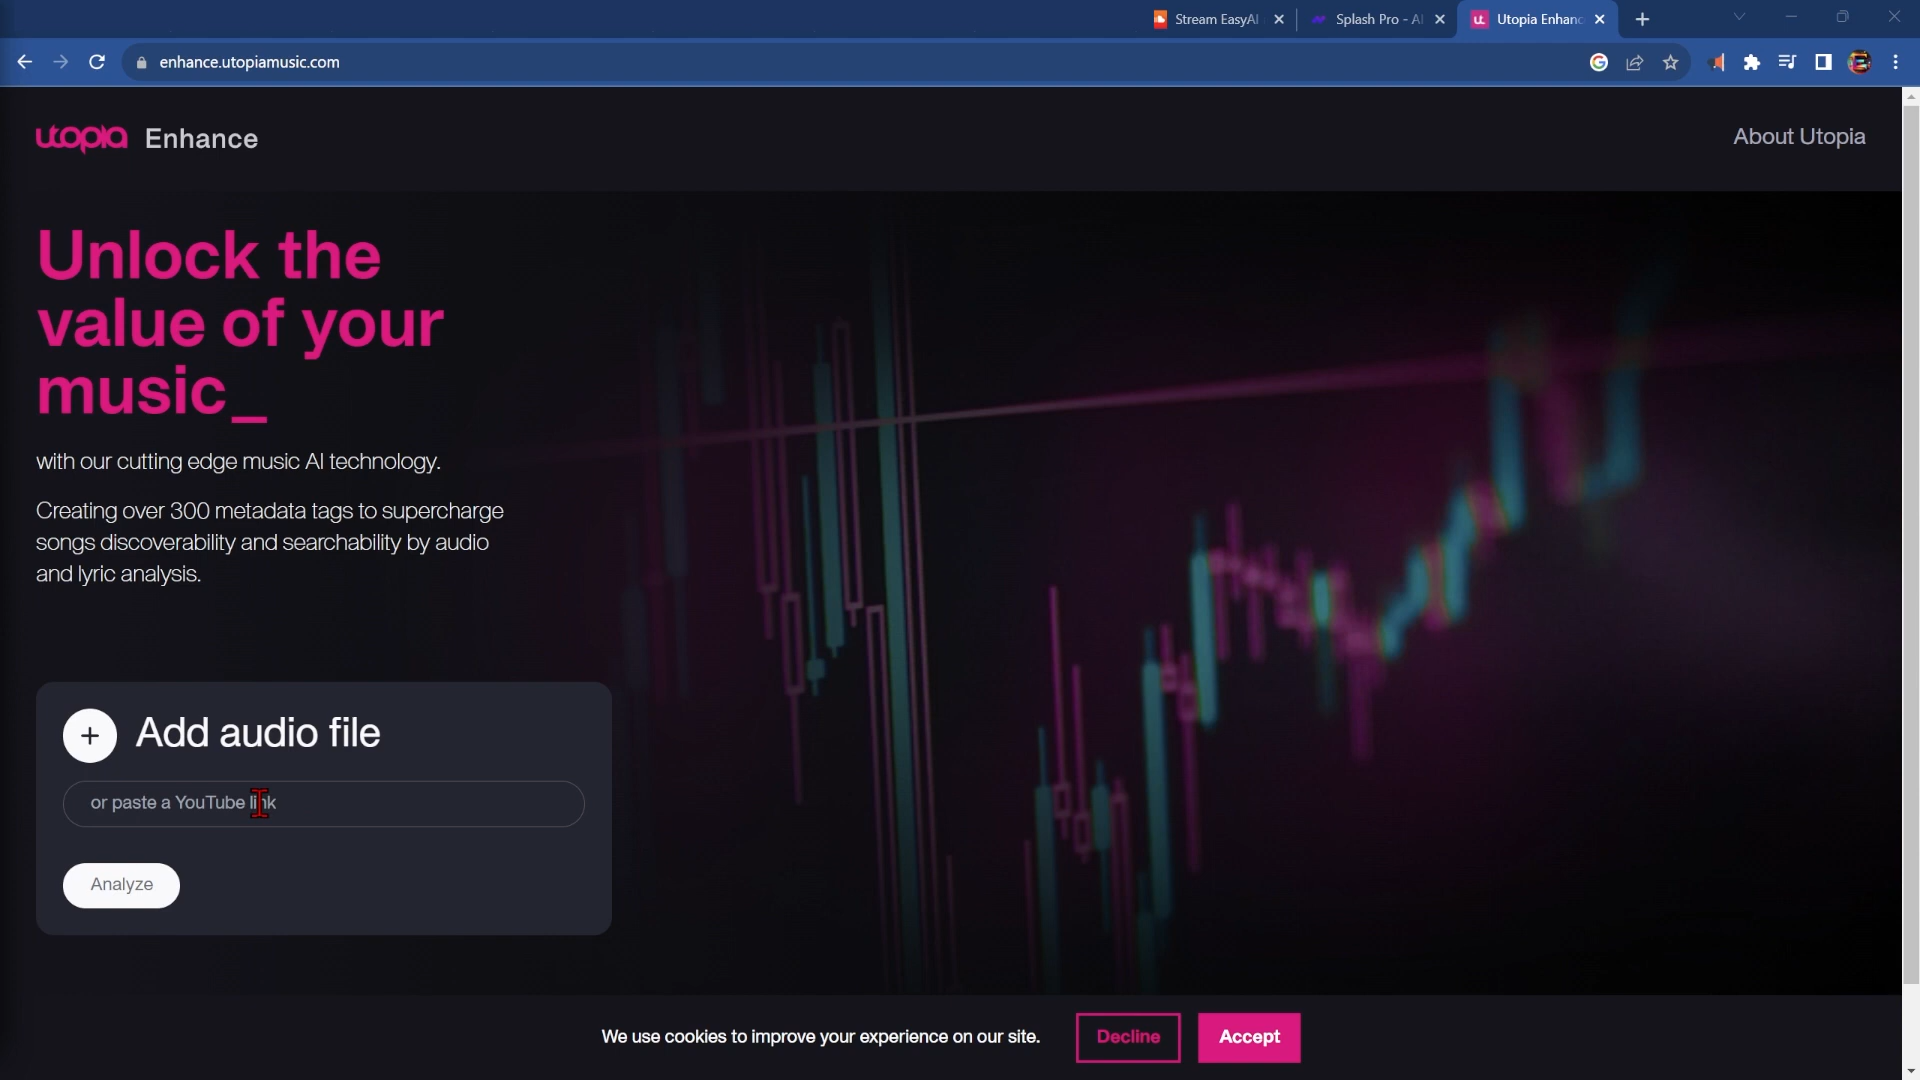 Stream EasyAI
Splash Pro - AI
Utopia Enhanc
enhance.utopiamusic.com
utopia Enhance
About Utopia
Unlock the
value of your
music_
with our cutting edge music AI technology.
Creating over 300 metadata tags to supercharge
songs discoverability and searchability by audio
and lyric analysis.
Add audio file
or paste a YouTube link
Analyze
We use cookies to improve your experience on our site.
Decline
Accept